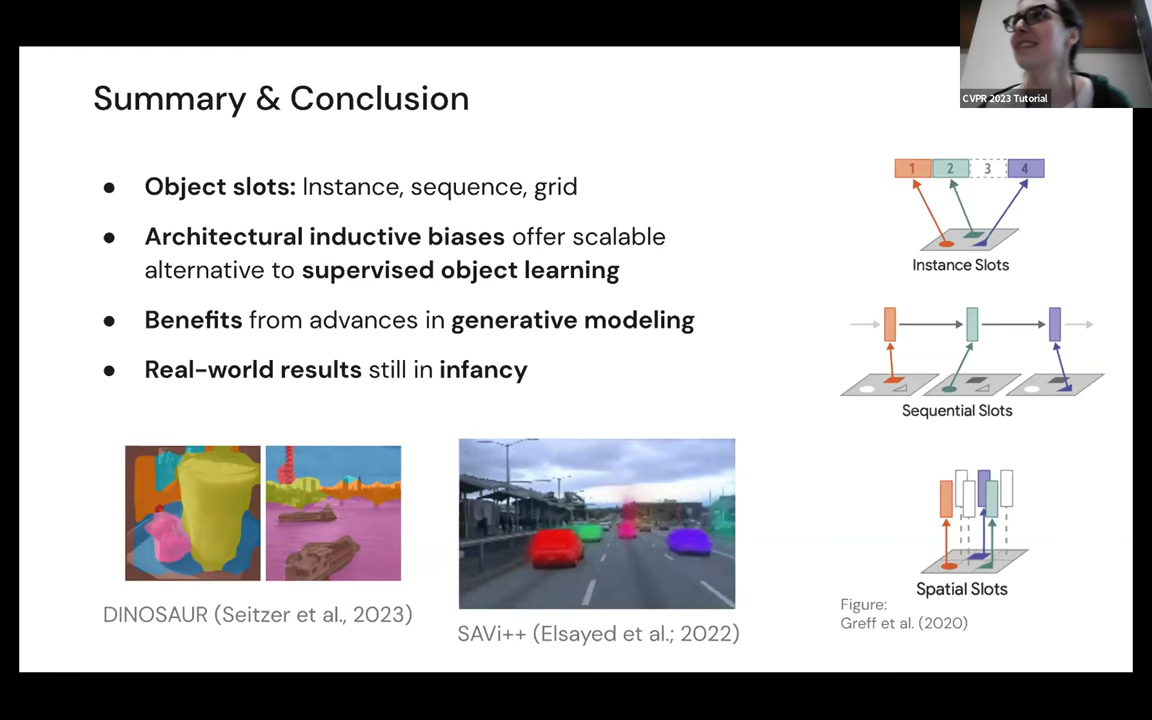 CVPR 2023 Tutorial
Summary & Conclusion
● Object slots: Instance, sequence, grid
● Architectural inductive biases offer scalable
alternative to supervised object learning
● Benefits from advances in generative modeling
● Real-world results still in infancy
DINOSAUR (Seitzer et al., 2023)
SAVi++ (Elsayed et al.; 2022)
1 2 3 4
Instance Slots
Sequential Slots
Spatial Slots
Figure:
Greff et al. (2020)